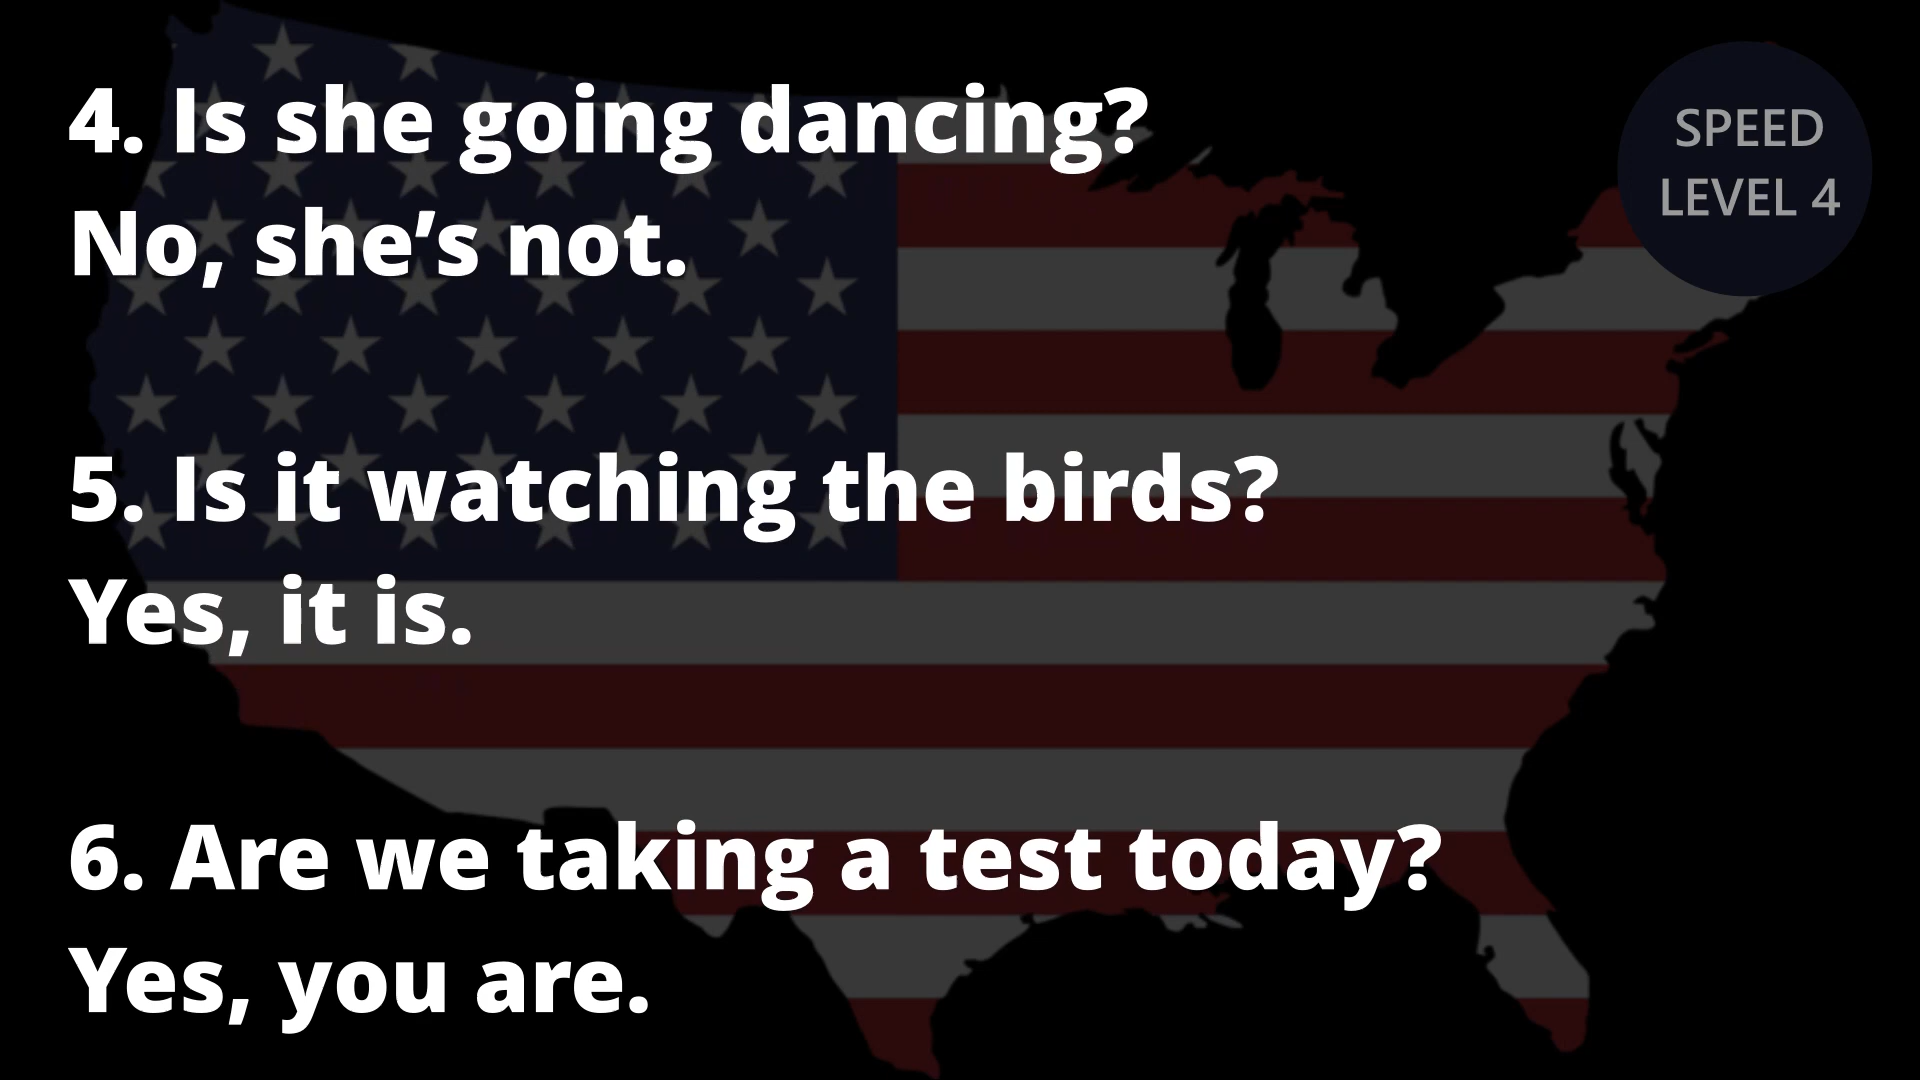 4. Is she going dancing?
No, she’s not.
5. Is it watching the birds?
Yes, it is.
6. Are we taking a test today?
Yes, you are.
SPEED
LEVEL 4